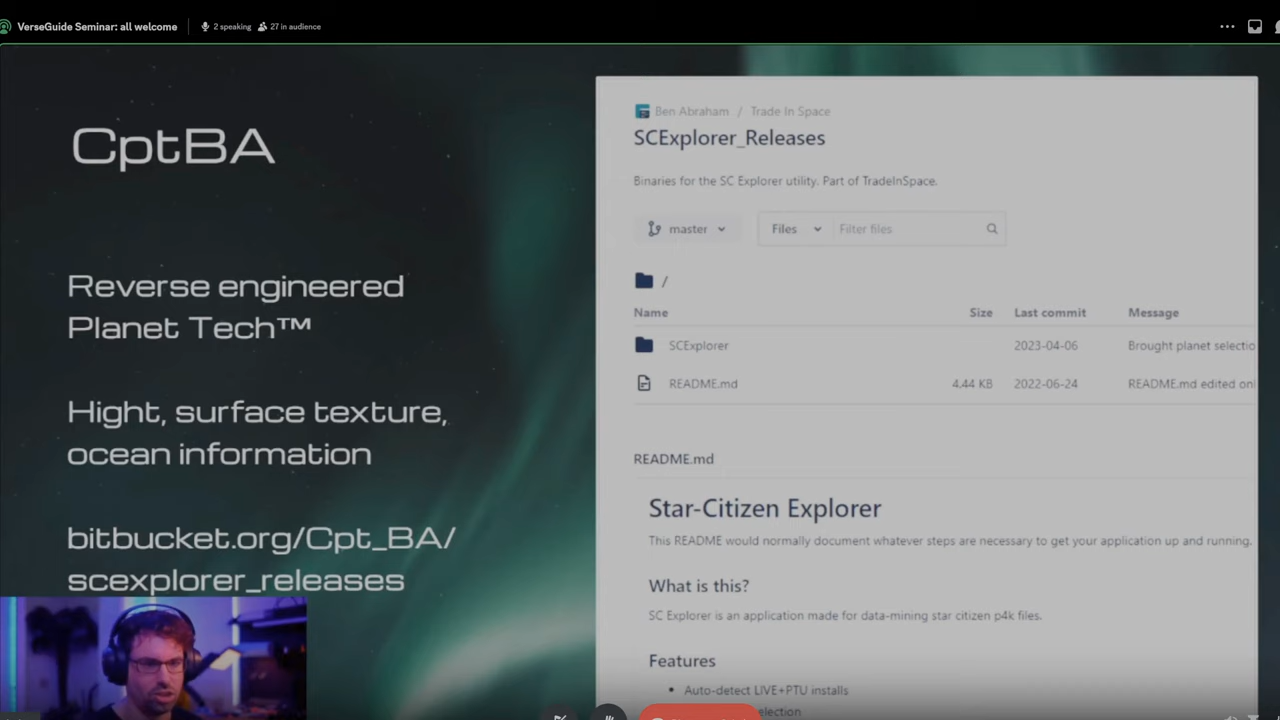 VerseGuide Seminar: all welcome
2 speaking
27 in audience
CptBA
Reverse engineered
Planet Tech™
Hight, surface texture,
ocean information
bitbucket.org/Cpt_BA/
scexplorer_releases
Ben Abraham / Trade In Space
SCExplorer_Releases
Binaries for the SC Explorer utility. Part of TradeInSpace.
master
Files
Filter files
/
Name Size Last commit Message
SCExplorer 2023-04-06 Brought planet selectio
README.md 4.44 KB 2022-06-24 README.md edited onl
README.md
Star-Citizen Explorer
This README would normally document whatever steps are necessary to get your application up and running.
What is this?
SC Explorer is an application made for data-mining star citizen p4k files.
Features
Auto-detect LIVE+PTU installs